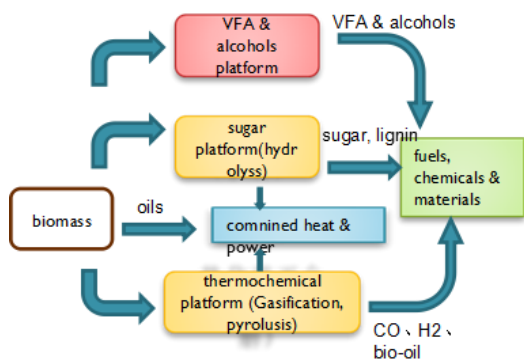 VFA &
alcohols
platform
VFA & alcohols
sugar
platform(hydr
olyss)
sugar, lignin
fuels,
chemicals &
materials
biomass
oils
comnined heat &
power
thermochemical
platform (Gasification,
pyrolusis)
CO、H2、
bio-oil